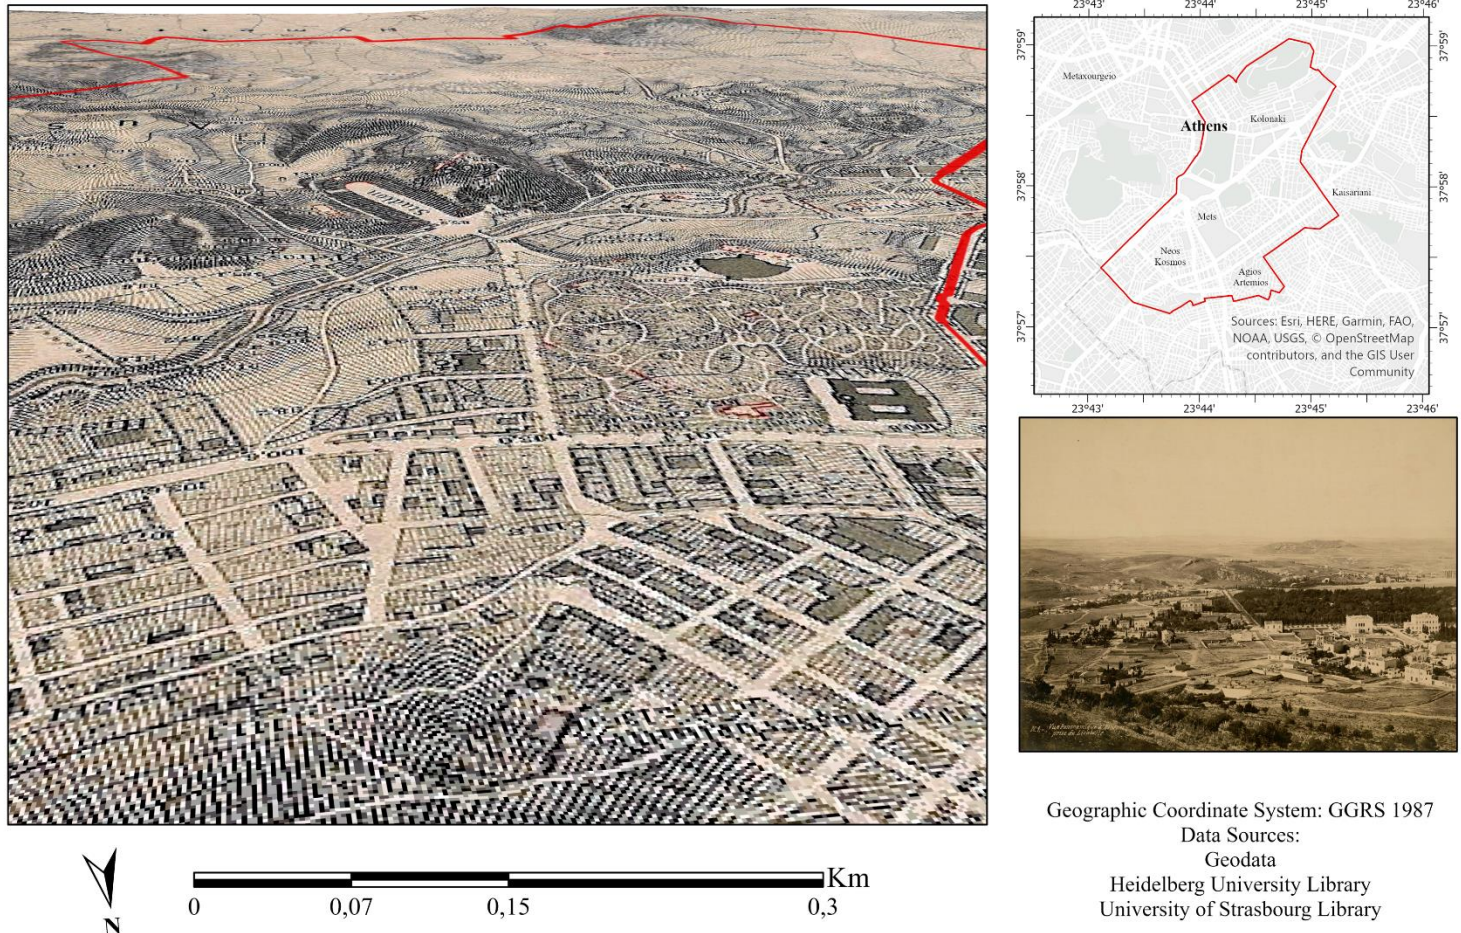 23°43'
23°44'
23°45'
23°46'
37°59'
37°59'
Metaxourgeio
Athens
Kolonaki
37°58'
37°58'
Kaisariani
Mets
Neos
Kosmos
Agios
Artemios
37°57'
37°57'
Sources: Esri, HERE, Garmin, FAO,
NOAA, USGS, © OpenStreetMap
contributors, and the GIS User
Community
23°43'
23°44'
23°45'
23°46'
Geographic Coordinate System: GGRS 1987
Data Sources:
Geodata
Heidelberg University Library
University of Strasbourg Library
N
Km
0
0,07
0,15
0,3